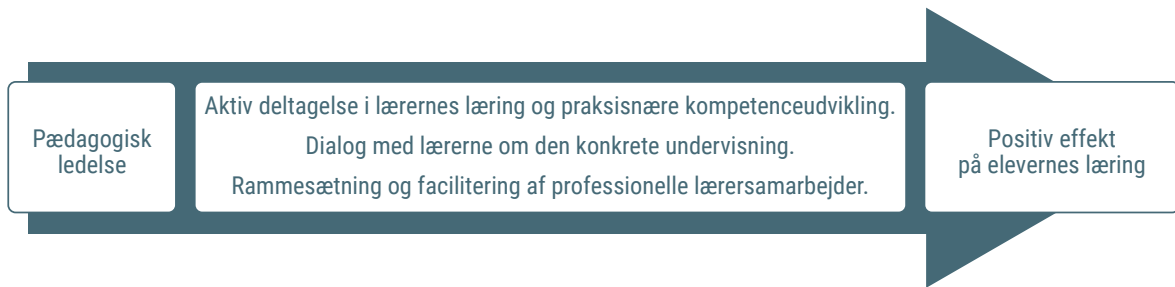 Pædagogisk
ledelse
Aktiv deltagelse i lærernes læring og praksisnære kompetenceudvikling.
Dialog med lærerne om den konkrete undervisning.
Rammesætning og facilitering af professionelle lærersamarbejder.
Positiv effekt
på elevernes læring